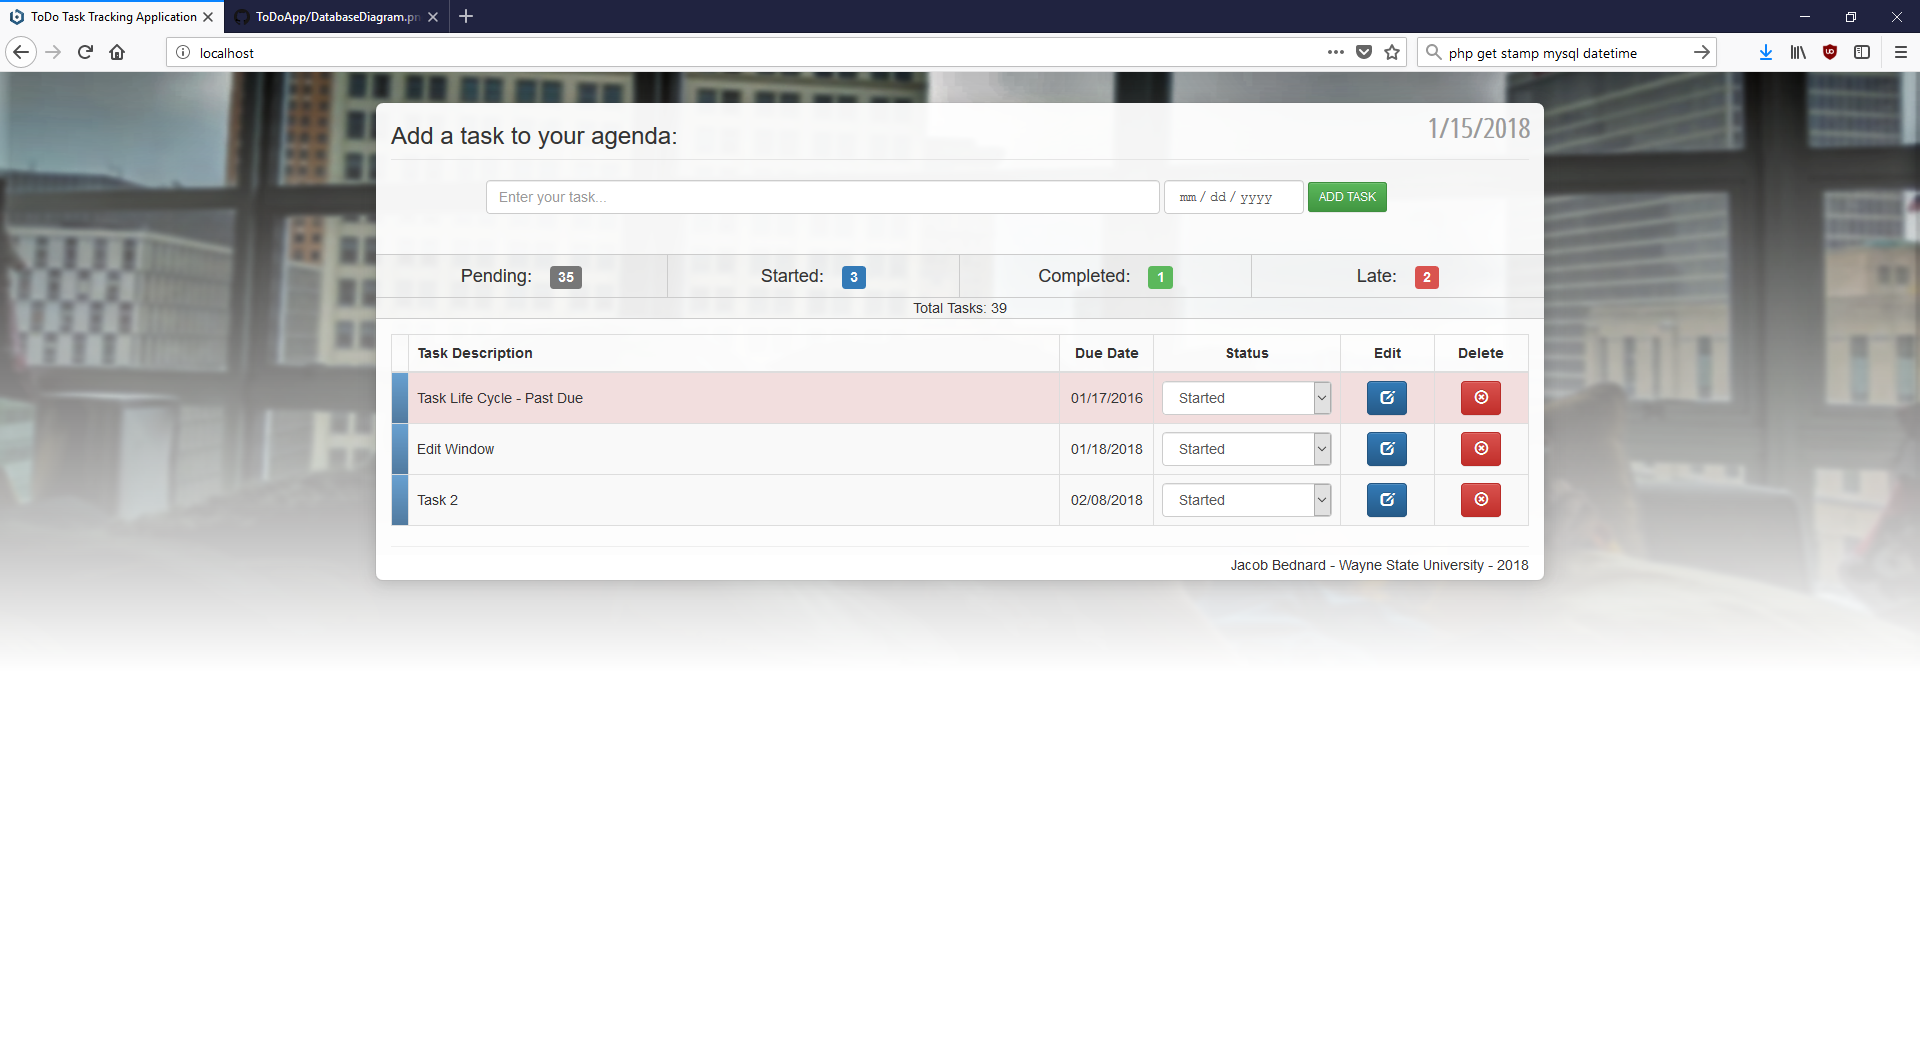 ToDo Task Tracking Application
ToDoApp/DatabaseDiagram.pn
localhost
php get stamp mysql datetime
Add a task to your agenda:
1/15/2018
Enter your task...
mm / dd / yyyy
ADD TASK
Pending: 35
Started: 3
Completed: 1
Late: 2
Total Tasks: 39
Task Description Due Date Status Edit Delete
Task Life Cycle - Past Due 01/17/2016 Started
Edit Window 01/18/2018 Started
Task 2 02/08/2018 Started
Jacob Bednard - Wayne State University - 2018